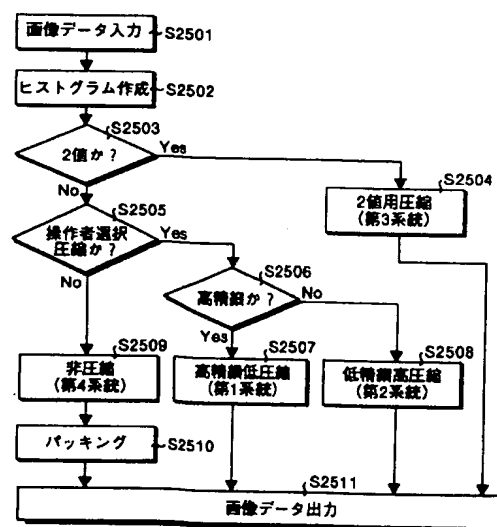 画像データ入力
S2501
ヒストグラム作成
S2502
S2503
2値か?
Yes
No
S2504
2値用圧縮
(第3系統)
S2505
操作者選択
圧縮か?
Yes
No
S2506
高精細か?
No
Yes
S2509
非圧縮
(第4系統)
S2507
高精細低圧縮
(第1系統)
S2508
低精細高圧縮
(第2系統)
パッキング
S2510
S2511
画像データ出力